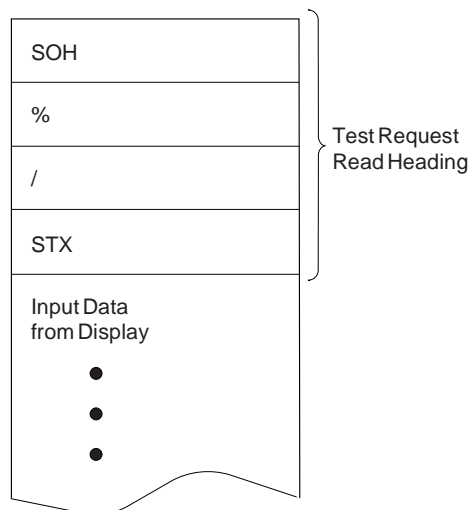 SOH
%
/
STX
Test Request
Read Heading
Input Data
from Display